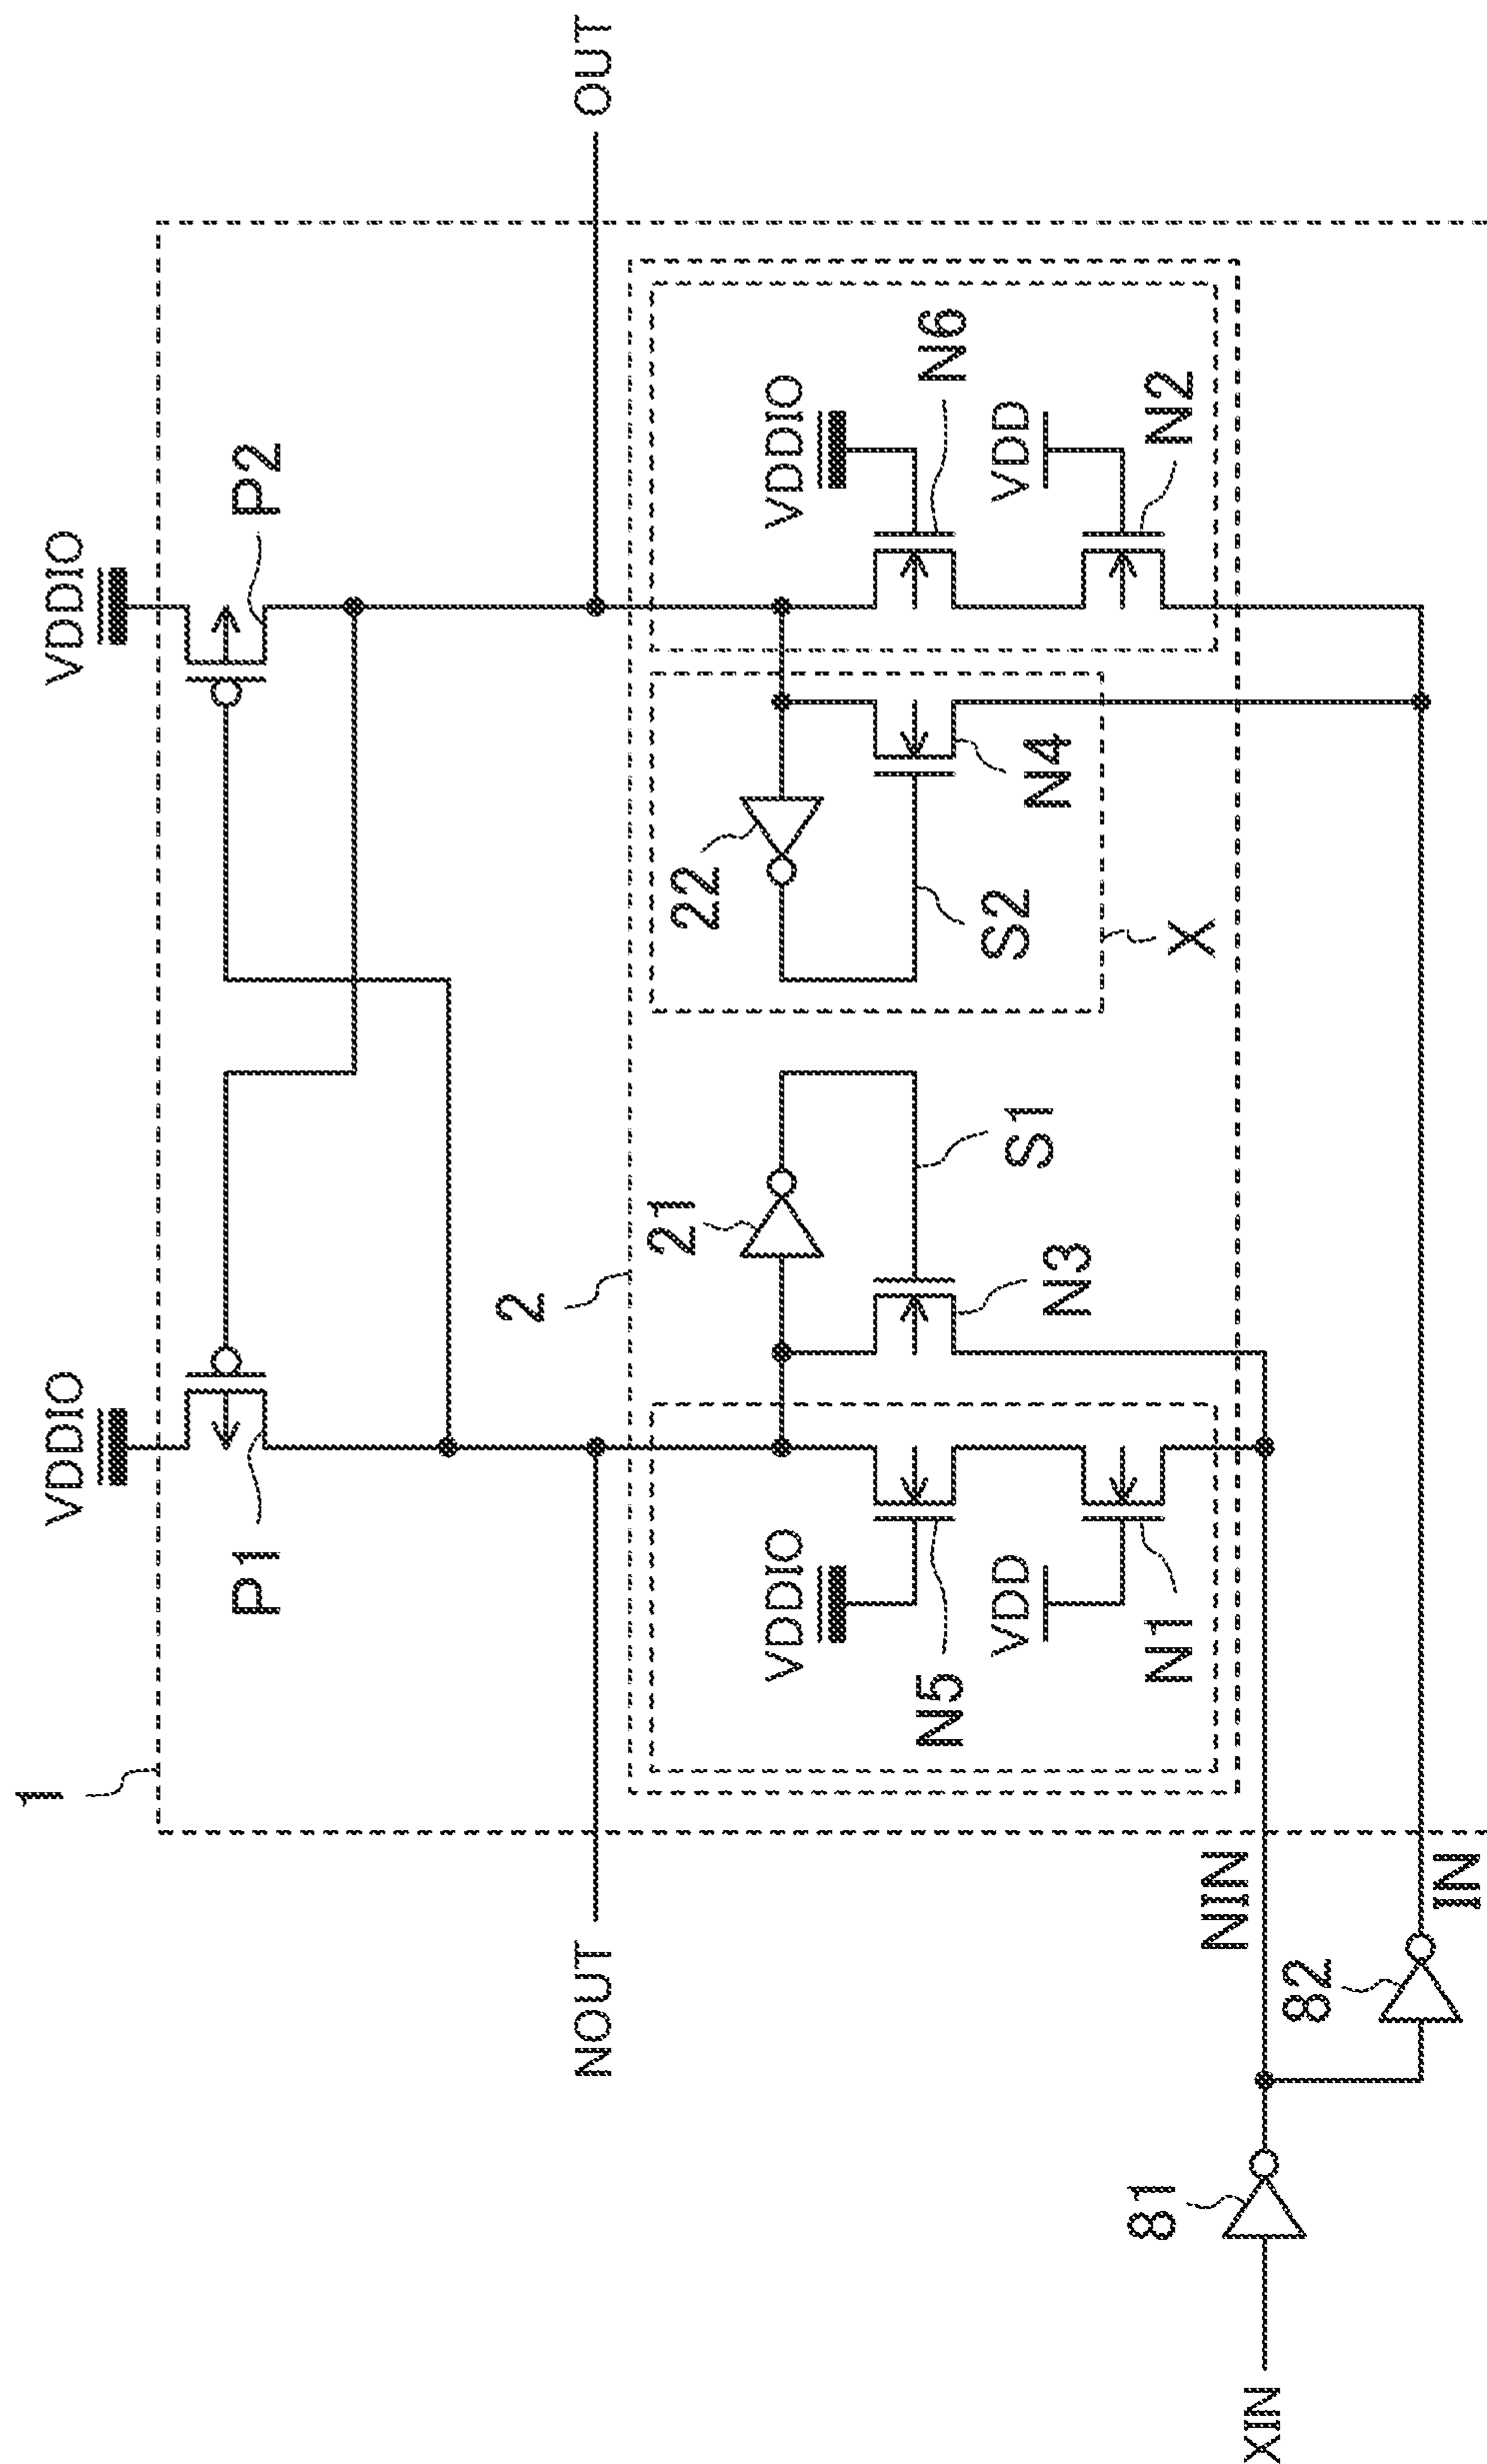 1
VDDIO
VDDIO
P1
P2
NOUT
OUT
2
21
22
VDDIO
VDDIO
N5
N6
S1
S2
VDD
VDD
N3
N4
N1
N2
X
XIN
81
NIN
82
IN